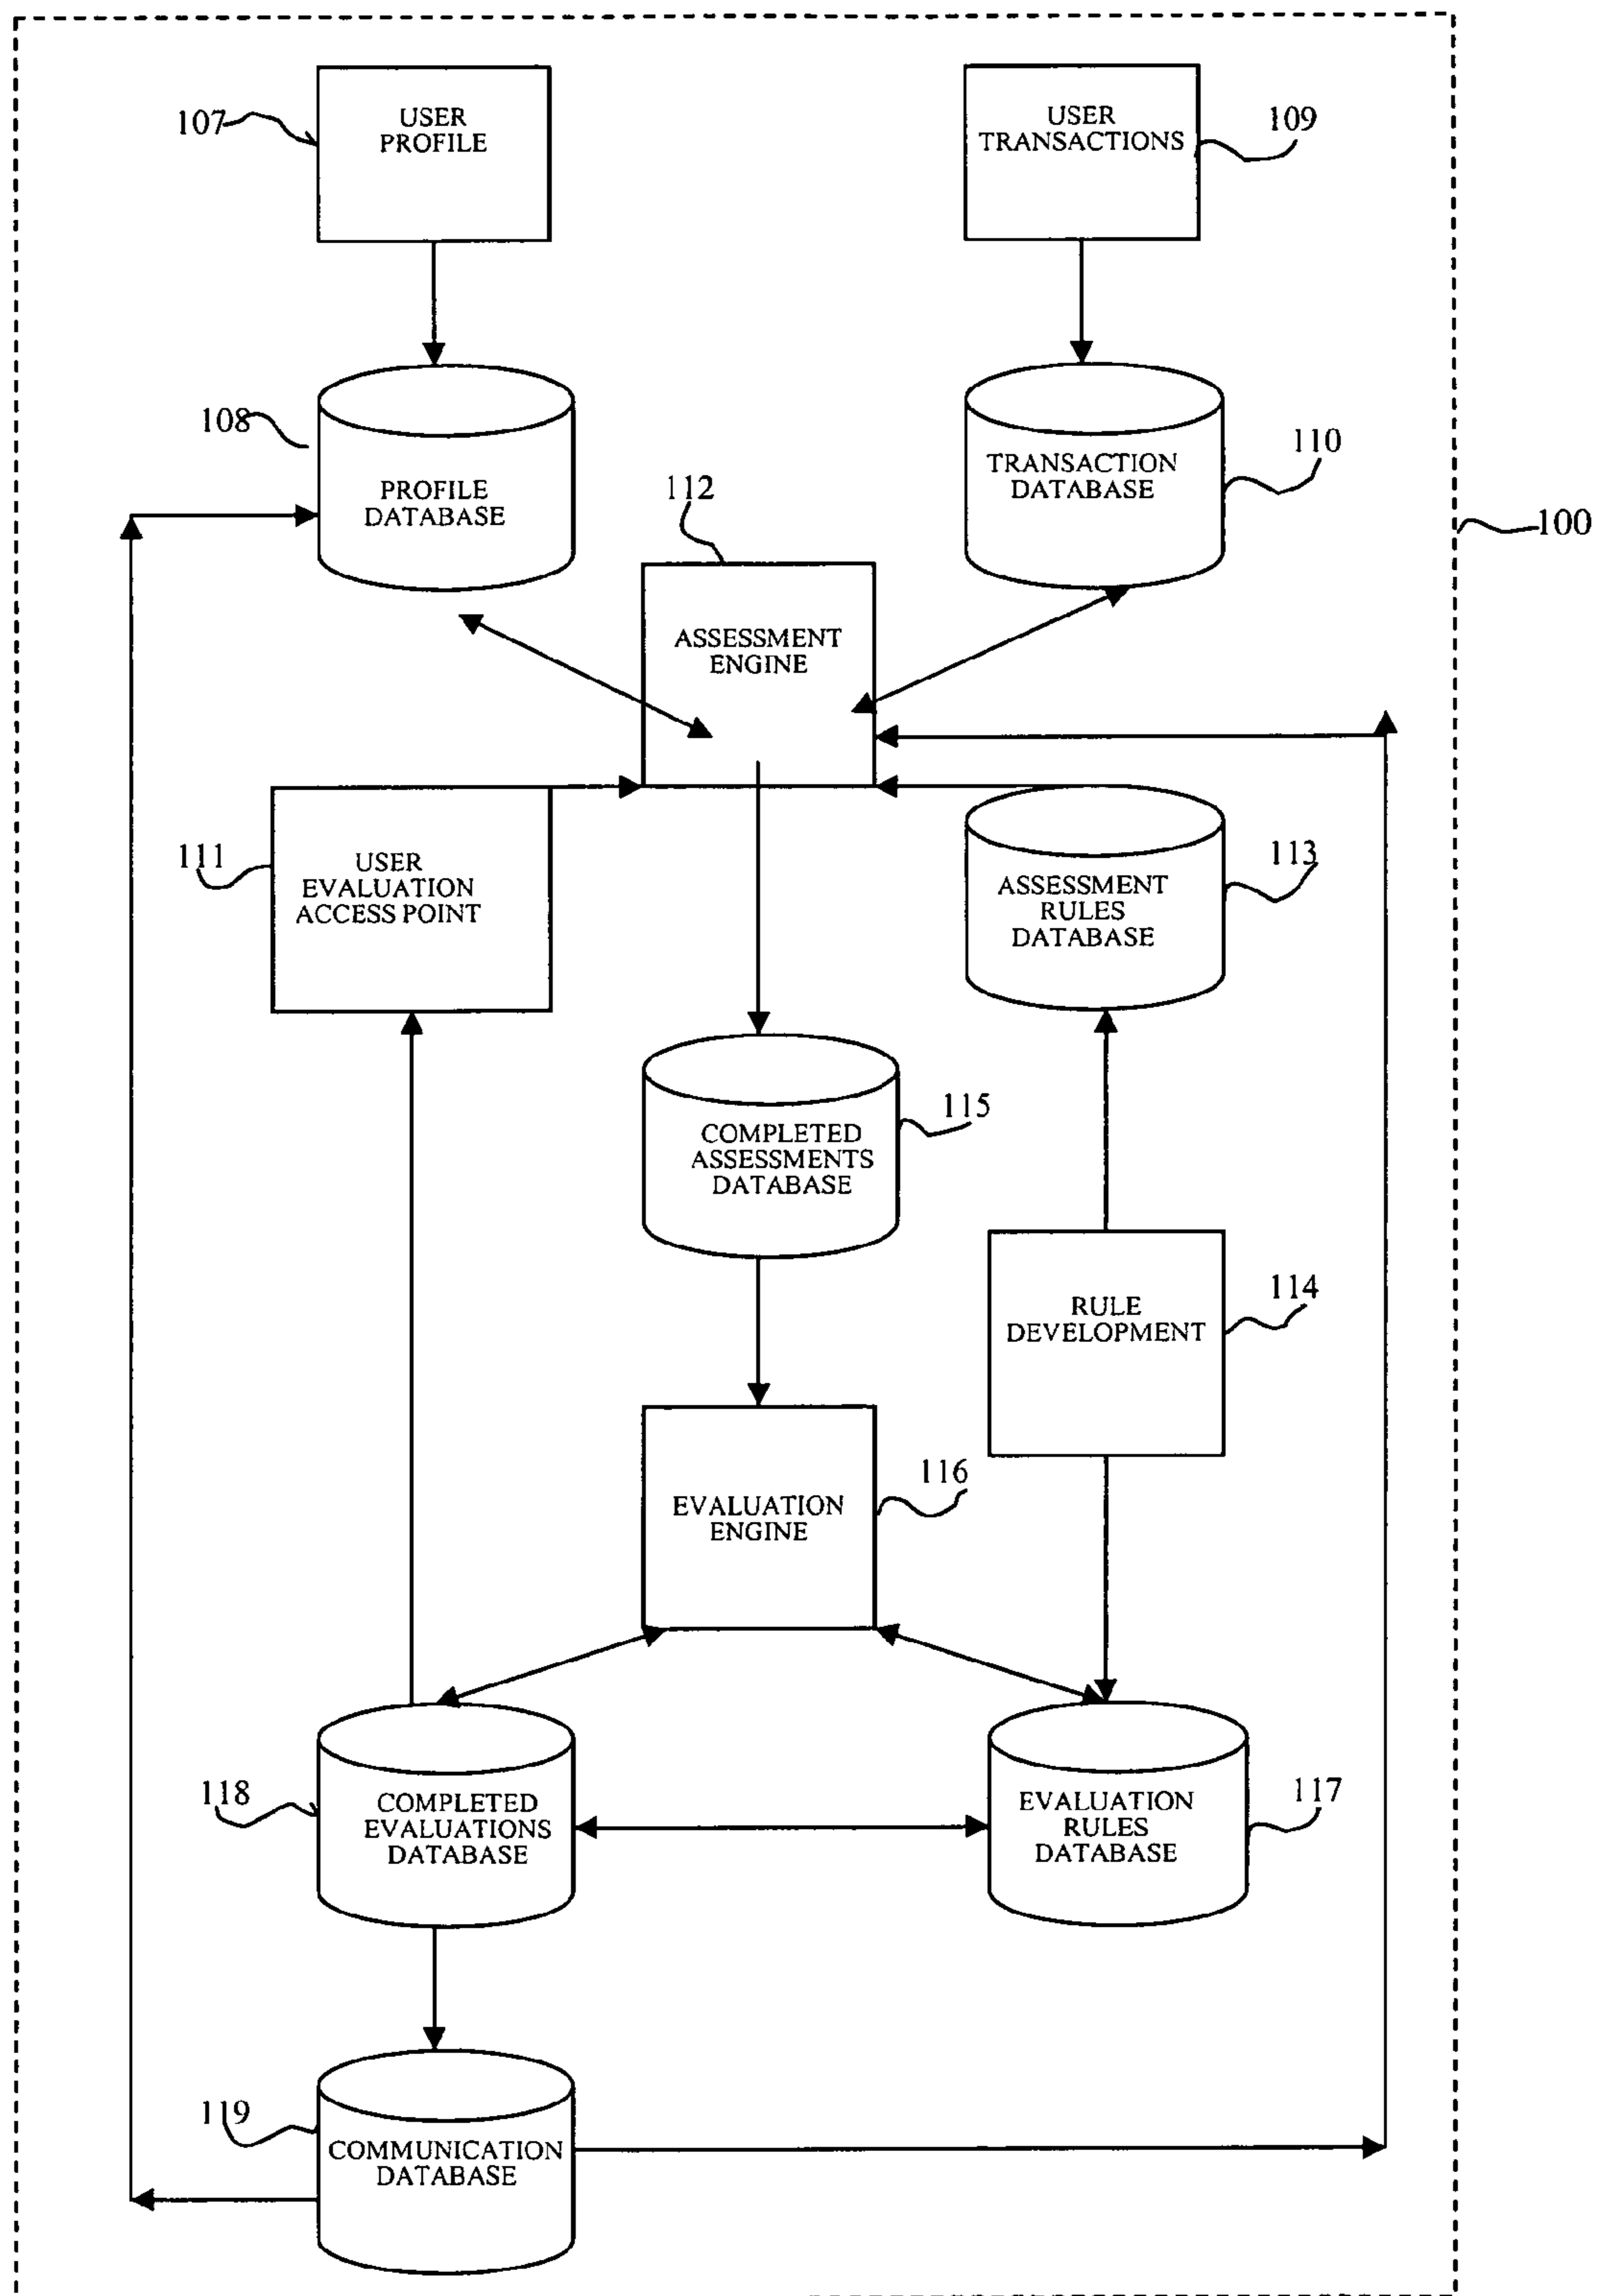 107
USER
PROFILE
USER
TRANSACTIONS
109
108
PROFILE
DATABASE
TRANSACTION
DATABASE
110
112
100
ASSESSMENT
ENGINE
111
USER
EVALUATION
ACCESS POINT
ASSESSMENT
RULES
DATABASE
113
COMPLETED
ASSESSMENTS
DATABASE
115
RULE
DEVELOPMENT
114
EVALUATION
ENGINE
116
118
COMPLETED
EVALUATIONS
DATABASE
EVALUATION
RULES
DATABASE
117
119
COMMUNICATION
DATABASE